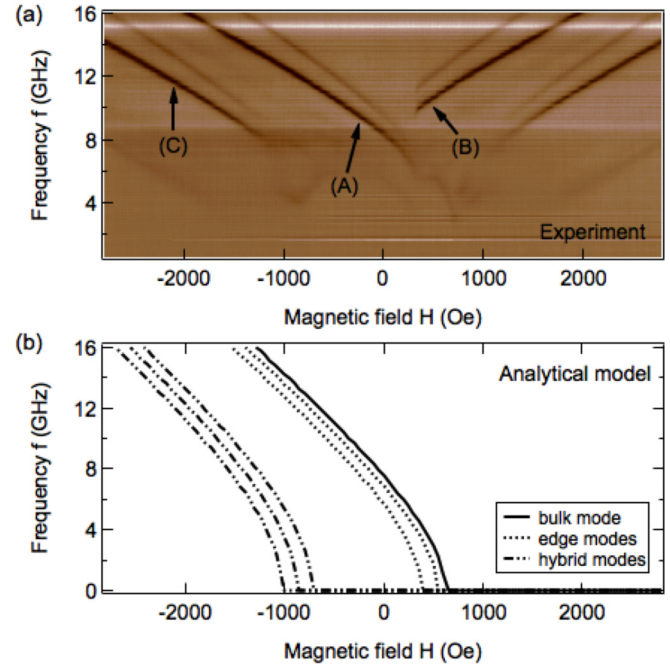 (a)
Frequency f (GHz)
16
12
8
4
(C)
(A)
(B)
Experiment
-2000
-1000
0
1000
2000
Magnetic field H (Oe)
(b)
Frequency f (GHz)
16
12
8
4
0
Analytical model
bulk mode
edge modes
hybrid modes
-2000
-1000
0
1000
2000
Magnetic field H (Oe)